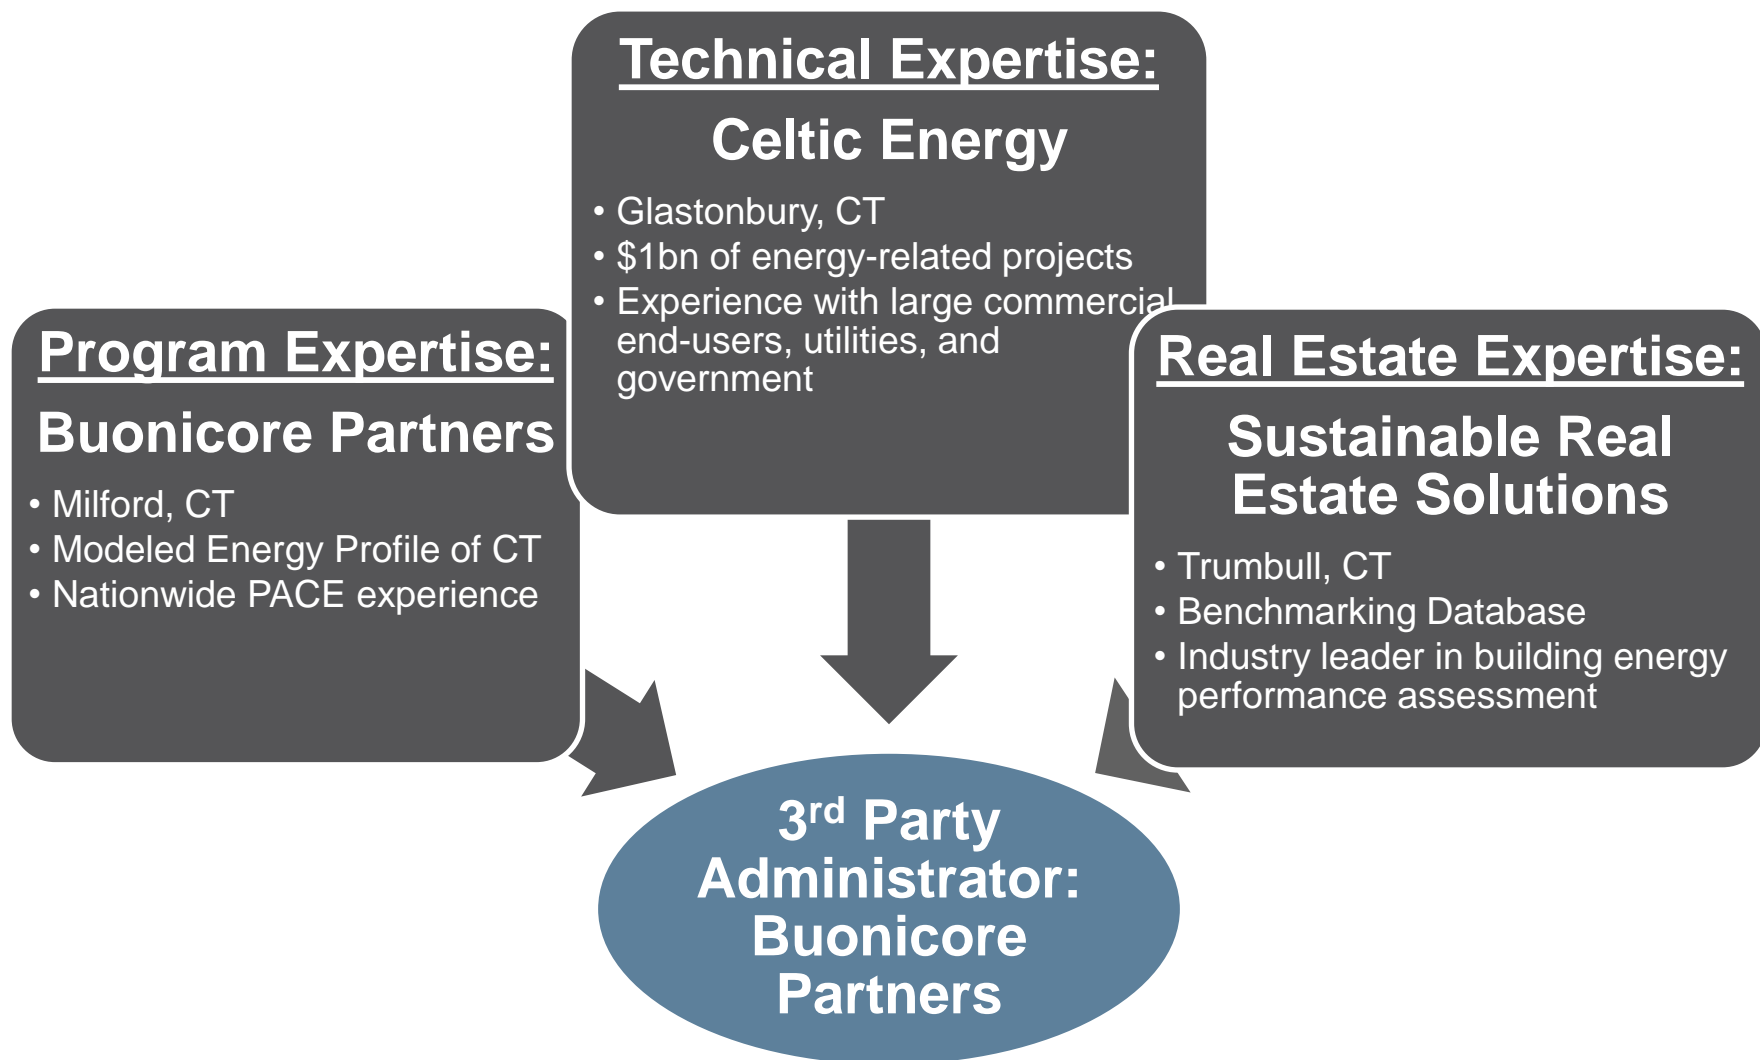 Technical Expertise:
Celtic Energy
• Glastonbury, CT
• $1bn of energy-related projects
• Experience with large commercial
end-users, utilities, and
government
Program Expertise:
Buonicore Partners
• Milford, CT
• Modeled Energy Profile of CT
• Nationwide PACE experience
Real Estate Expertise:
Sustainable Real
Estate Solutions
• Trumbull, CT
• Benchmarking Database
• Industry leader in building energy
performance assessment
3rd Party
Administrator:
Buonicore
Partners